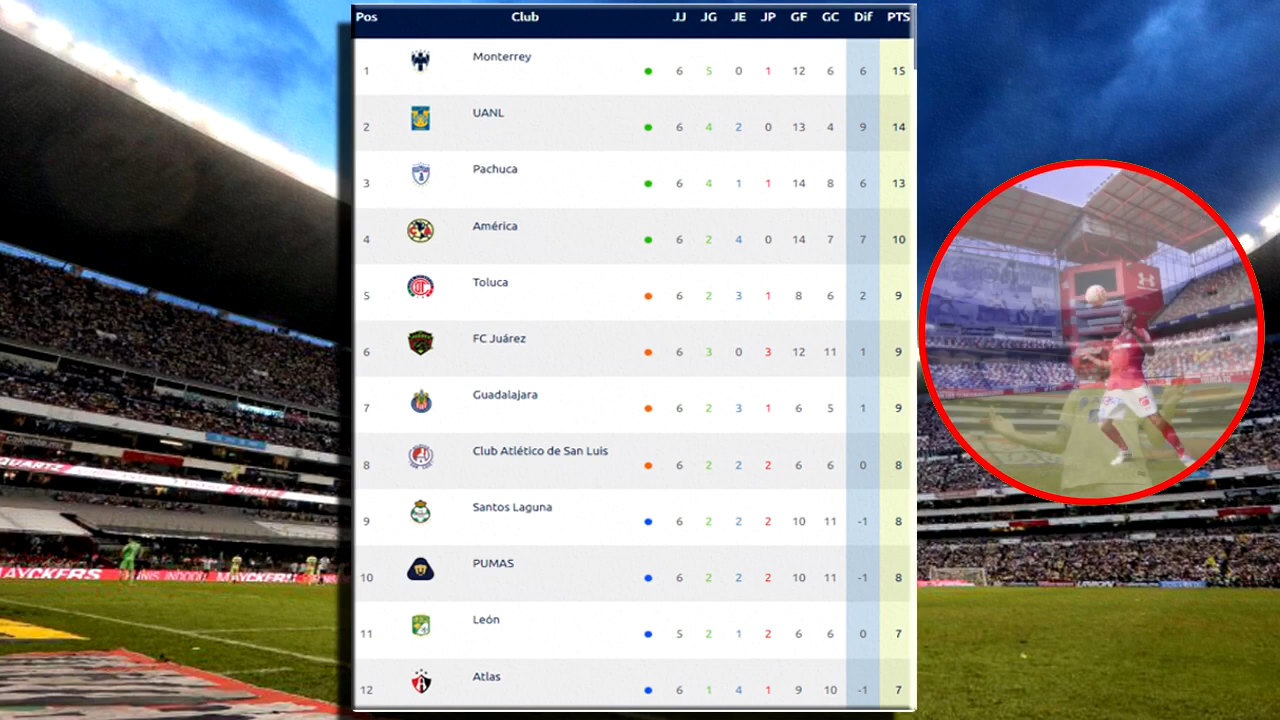 Pos Club JJ JG JE JP GF GC Dif PTS
1 Monterrey 6 5 0 1 12 6 6 15
2 UANL 6 4 2 0 13 4 9 14
3 Pachuca 6 4 1 1 14 8 6 13
4 América 6 2 4 0 14 7 7 10
5 Toluca 6 2 3 1 8 6 2 9
6 FC Juárez 6 3 0 3 12 11 1 9
7 Guadalajara 6 2 3 1 6 5 1 9
8 Club Atlético de San Luis 6 2 2 2 6 6 0 8
9 Santos Laguna 6 2 2 2 10 11 -1 8
10 PUMAS 6 2 2 2 10 11 -1 8
11 León 5 2 1 2 6 6 0 7
12 Atlas 6 1 4 1 9 10 -1 7
caliente.mx
QUARTZ